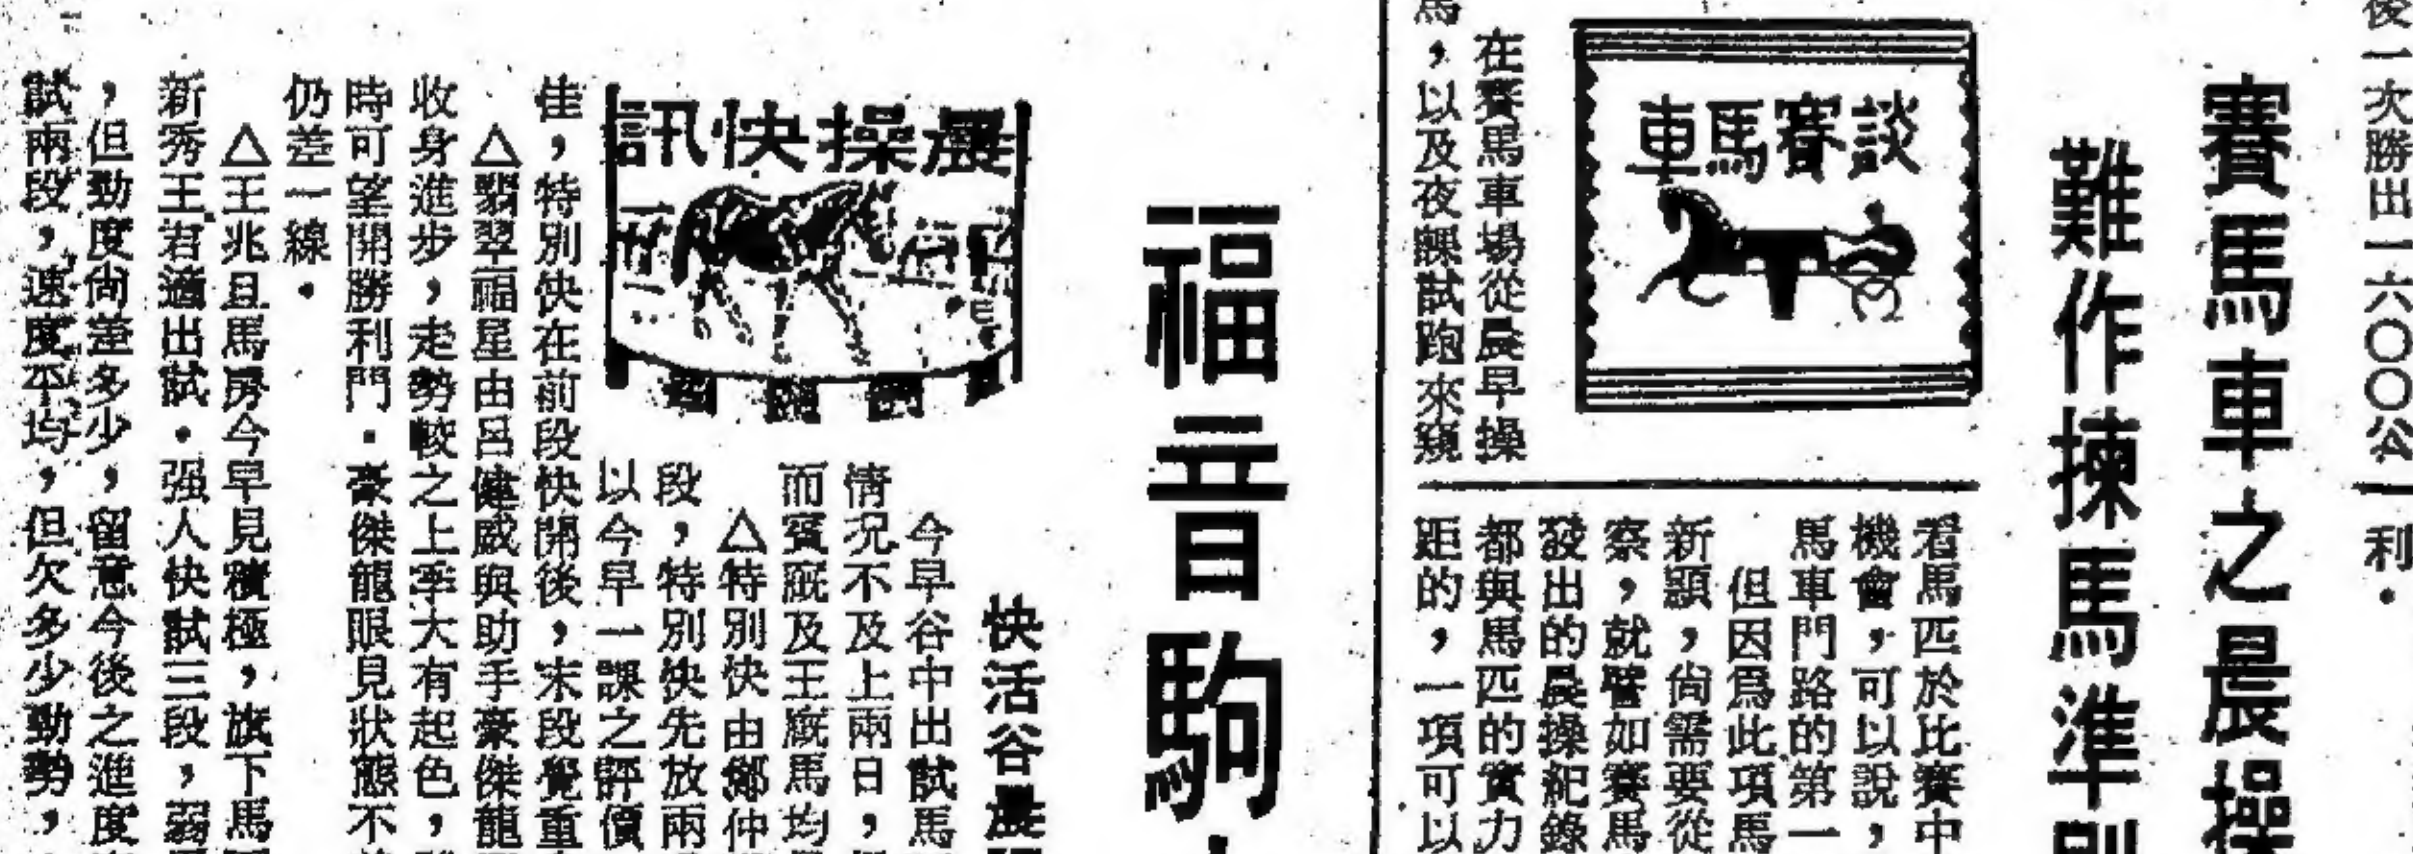 後一次勝出一六〇〇公
利．
賽馬車之晨操
難作揀馬準則
談賽馬車
在賽馬車場從晨早操
馬，以及夜課試跑來窺
看馬匹於比賽中
機會，可以說，
馬車門路的第一
但因爲此項馬
新穎，尙需要從
察，就譬如賽馬
發出的晨操紀錄
都與馬匹的實力
距的，一項可以
福音駒
晨操快訊
快活谷晨
今早谷中出試馬
情况不及上兩日，
而賓廐及王廐馬均
△特別快由鄭仲
段，特別快先放兩
以今早一課之評價
佳，特別快在前段快開後，末段覺重
△翡翠福星由呂健威與助手豪傑龍
收身進步，走勢較之上季大有起色，
時可望開勝利門．豪傑龍眼見狀態不
仍差一線．
△王兆旦馬房今早見積極，旗下馬
新秀王君適出試．强人快試三段，弱
，但勁度尙差多少，留意今後之進度
試兩段，速度平均，但欠多少勁勢，